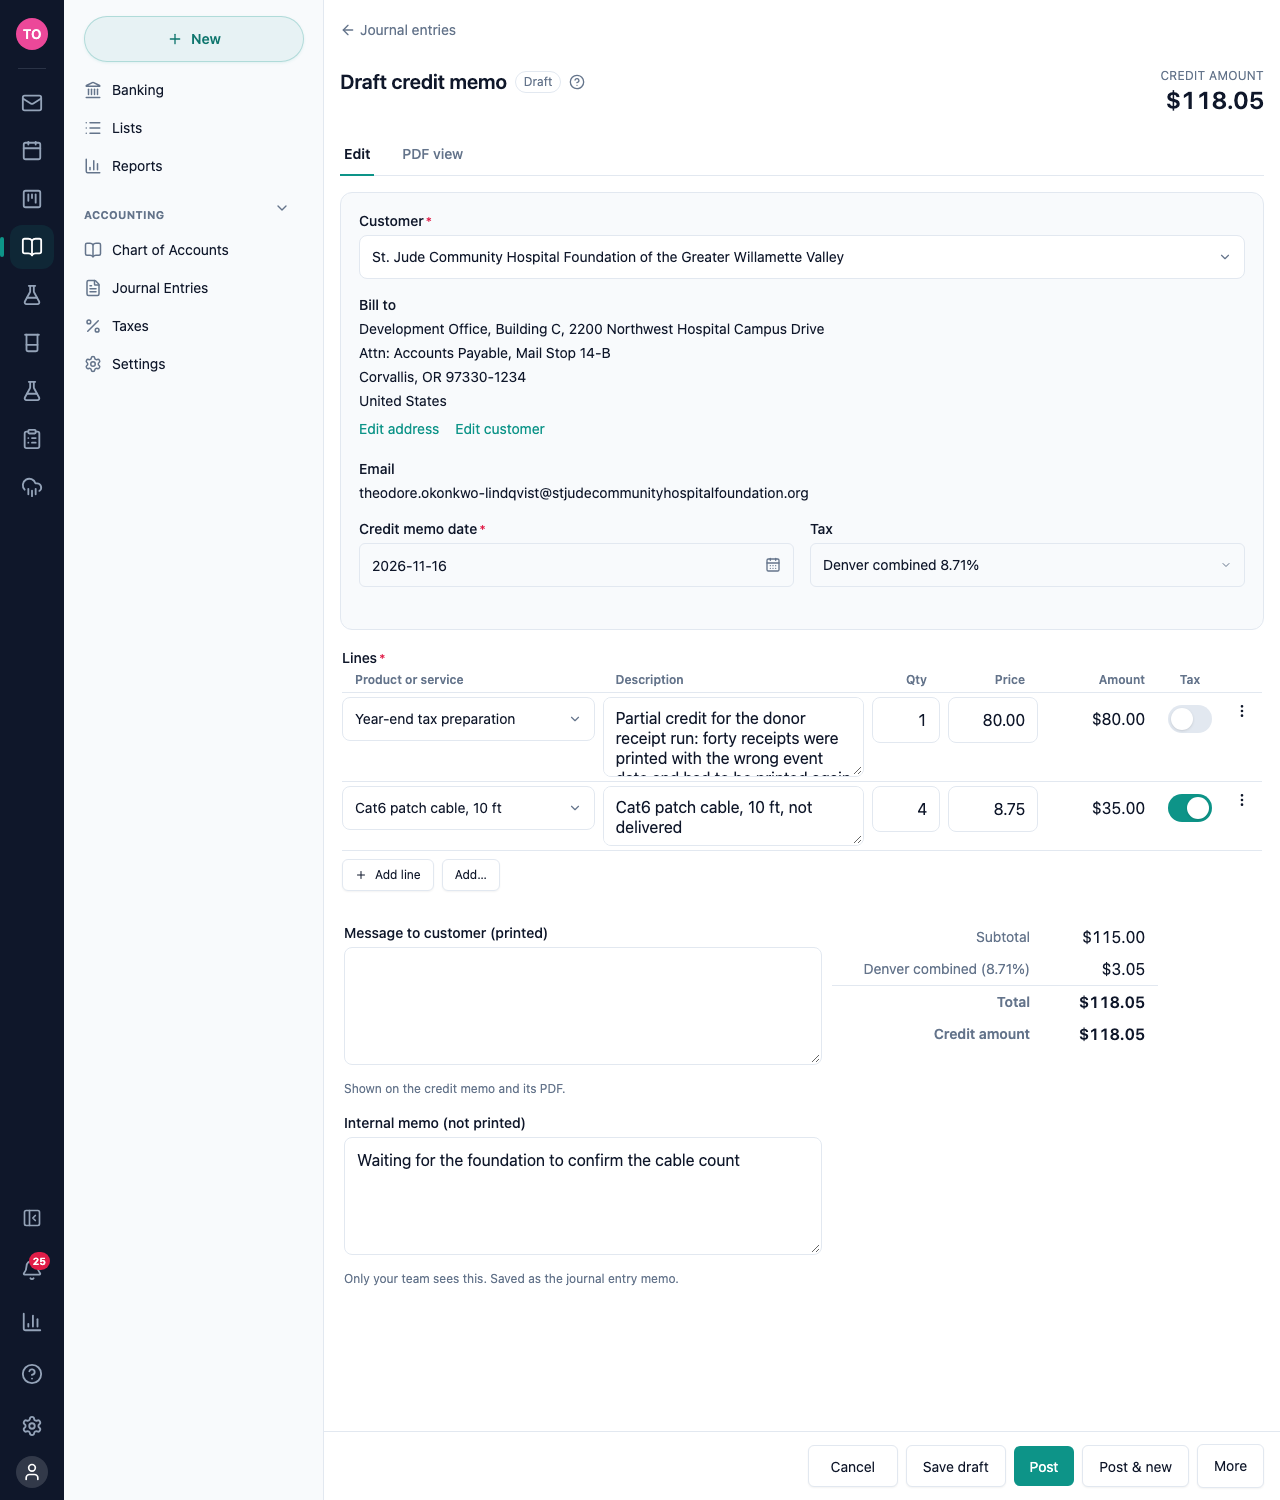 TO
New
Banking
Lists
Reports
ACCOUNTING
Chart of Accounts
Journal Entries
Taxes
Settings
25
Journal entries
Draft credit memo
Draft
CREDIT AMOUNT
$118.05
Edit
PDF view
Customer*
St. Jude Community Hospital Foundation of the Greater Willamette Valley
Bill to
Development Office, Building C, 2200 Northwest Hospital Campus Drive
Attn: Accounts Payable, Mail Stop 14-B
Corvallis, OR 97330-1234
United States
Edit address Edit customer
Email
theodore.okonkwo-lindqvist@stjudecommunityhospitalfoundation.org
Credit memo date* Tax
2026-11-16 Denver combined 8.71%
Lines*
Product or service Description Qty Price Amount Tax
Year-end tax preparation
Partial credit for the donor
receipt run: forty receipts were
printed with the wrong event
date and had to be printed again
1 80.00 $80.00
Cat6 patch cable, 10 ft
Cat6 patch cable, 10 ft, not
delivered
4 8.75 $35.00
Add line Add...
Message to customer (printed)
Shown on the credit memo and its PDF.
Subtotal $115.00
Denver combined (8.71%) $3.05
Total $118.05
Credit amount $118.05
Internal memo (not printed)
Waiting for the foundation to confirm the cable count
Only your team sees this. Saved as the journal entry memo.
Cancel Save draft Post Post & new More